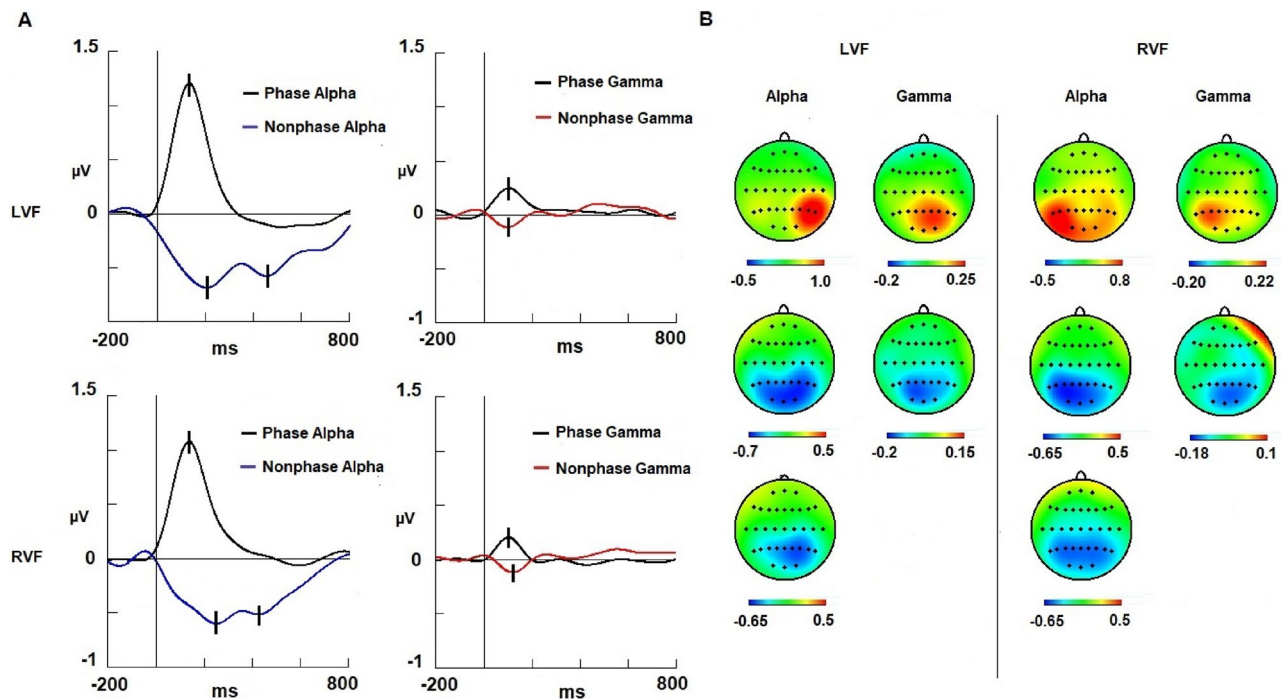 A
1.5
Phase Alpha
Nonphase Alpha
µV
LVF
0
-1
-200
ms
800
1.5
Phase Gamma
Nonphase Gamma
µV
0
-1
-200
ms
800
1.5
Phase Alpha
Nonphase Alpha
µV
RVF
0
-1
-200
ms
800
1.5
Phase Gamma
Nonphase Gamma
µV
0
-1
-200
ms
800
B
LVF
RVF
Alpha
Gamma
Alpha
Gamma
-0.5 1.0
-0.2 0.25
-0.5 0.8
-0.20 0.22
-0.7 0.5
-0.2 0.15
-0.65 0.5
-0.18 0.1
-0.65 0.5
-0.65 0.5